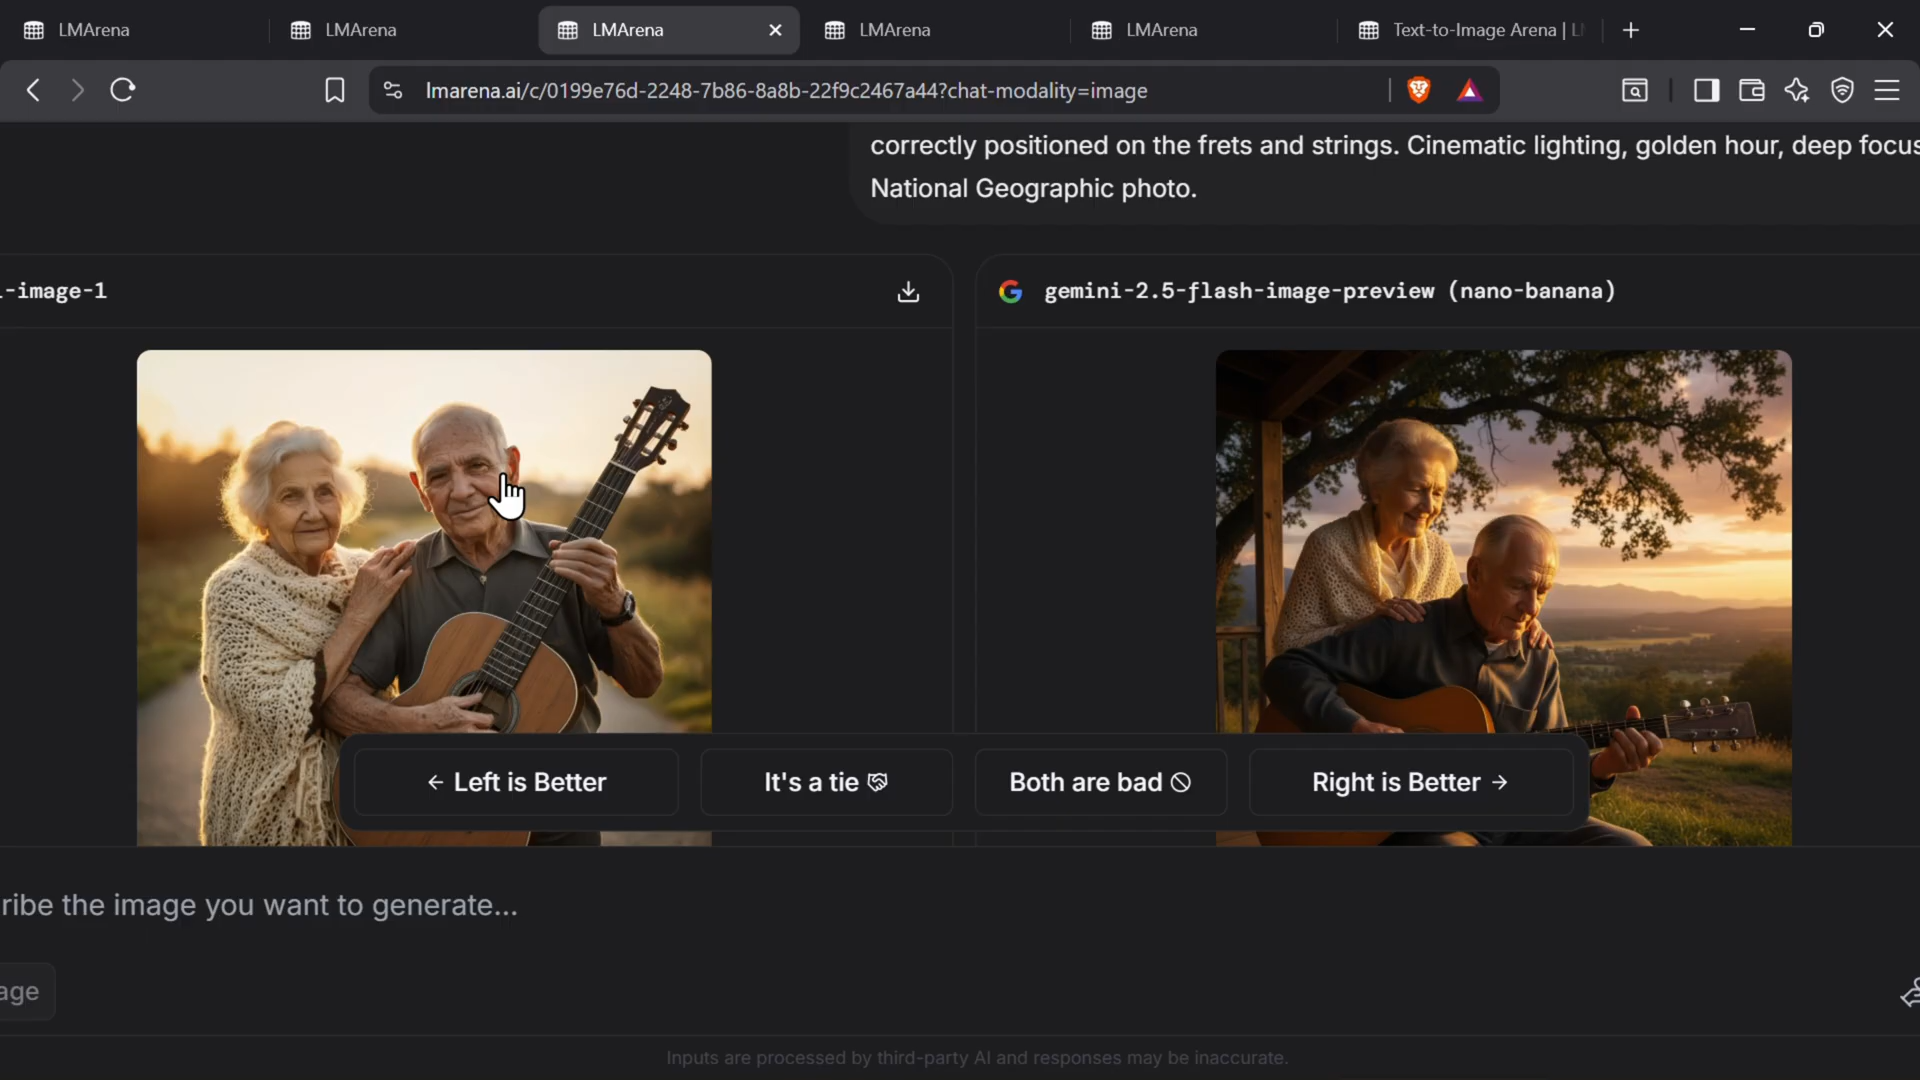 LMArena
LMArena
LMArena
LMArena
LMArena
Text-to-Image Arena |
lmarena.ai/c/0199e76d-2248-7b86-8a8b-22f9c2467a44?chat-modality=image
correctly positioned on the frets and strings. Cinematic lighting, golden hour, deep focus
National Geographic photo.
-image-1
gemini-2.5-flash-image-preview (nano-banana)
← Left is Better
It's a tie
Both are bad
Right is Better →
ribe the image you want to generate...
age
Inputs are processed by third-party AI and responses may be inaccurate.